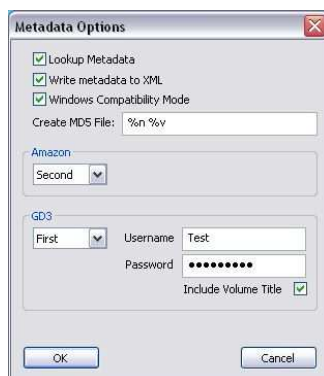 Metadata Options
Lookup Metadata
Write metadata to XML
Windows Compatibility Mode
Create MD5 File: %n %v
Amazon
Second
GD3
First Username Test
Password •••••••••
Include Volume Title
OK Cancel